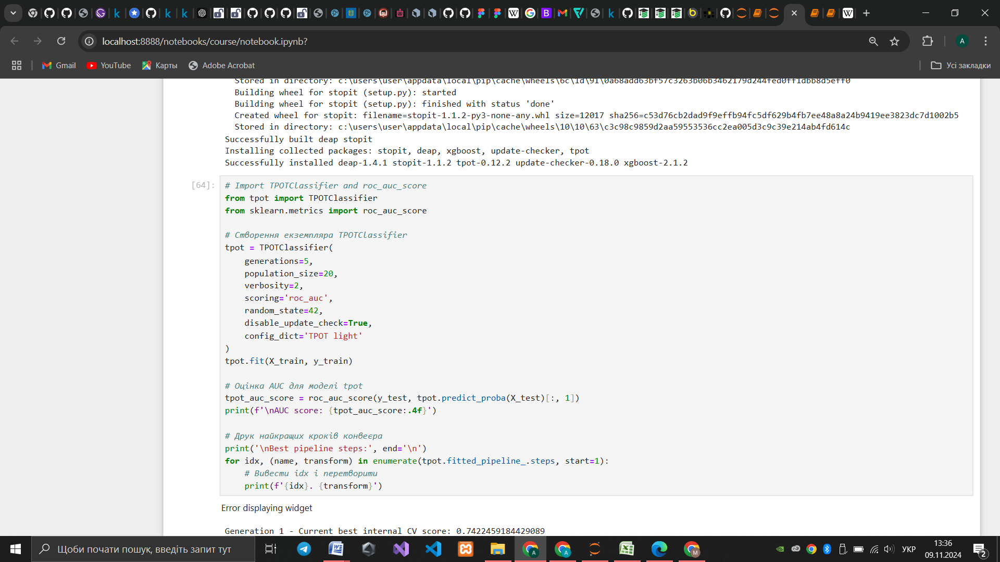 localhost:8888/notebooks/course/notebook.ipynb?
A
Gmail
YouTube
Карты
Adobe Acrobat
Усі закладки
Stored in directory: c:\users\user\appdata\local\pip\cache\wheels\6c\1d\91\0a68add63bf57c3263b06b3462179d244fed0ff1dbb8d5eff0
Building wheel for stopit (setup.py): started
Building wheel for stopit (setup.py): finished with status 'done'
Created wheel for stopit: filename=stopit-1.1.2-py3-none-any.whl size=12017 sha256=c53d76cb2dad9f9effb94fc5df629b4fb7ee48a8a24b9419ee3823dc7d1002b5
Stored in directory: c:\users\user\appdata\local\pip\cache\wheels\10\10\63\c3c98c9859d2aa59553536cc2ea005d3c9c39e214ab4fd614c
Successfully built deap stopit
Installing collected packages: stopit, deap, xgboost, update-checker, tpot
Successfully installed deap-1.4.1 stopit-1.1.2 tpot-0.12.2 update-checker-0.18.0 xgboost-2.1.2
[64]:
# Import TPOTClassifier and roc_auc_score
from tpot import TPOTClassifier
from sklearn.metrics import roc_auc_score
# Створення екземпляра TPOTClassifier
tpot = TPOTClassifier(
generations=5,
population_size=20,
verbosity=2,
scoring='roc_auc',
random_state=42,
disable_update_check=True,
config_dict='TPOT light'
)
tpot.fit(X_train, y_train)
# Оцінка AUC для моделі tpot
tpot_auc_score = roc_auc_score(y_test, tpot.predict_proba(X_test)[:, 1])
print(f'\nAUC score: {tpot_auc_score:.4f}')
# Друк найкращих кроків конвеєра
print('\nBest pipeline steps:', end='\n')
for idx, (name, transform) in enumerate(tpot.fitted_pipeline_.steps, start=1):
# Вивести idx і перетворити
print(f'{idx}. {transform}')
Error displaying widget
Generation 1 - Current best internal CV score: 0.7422459184429089
Щоби почати пошук, введіть запит тут
УКР
13:36
09.11.2024
2